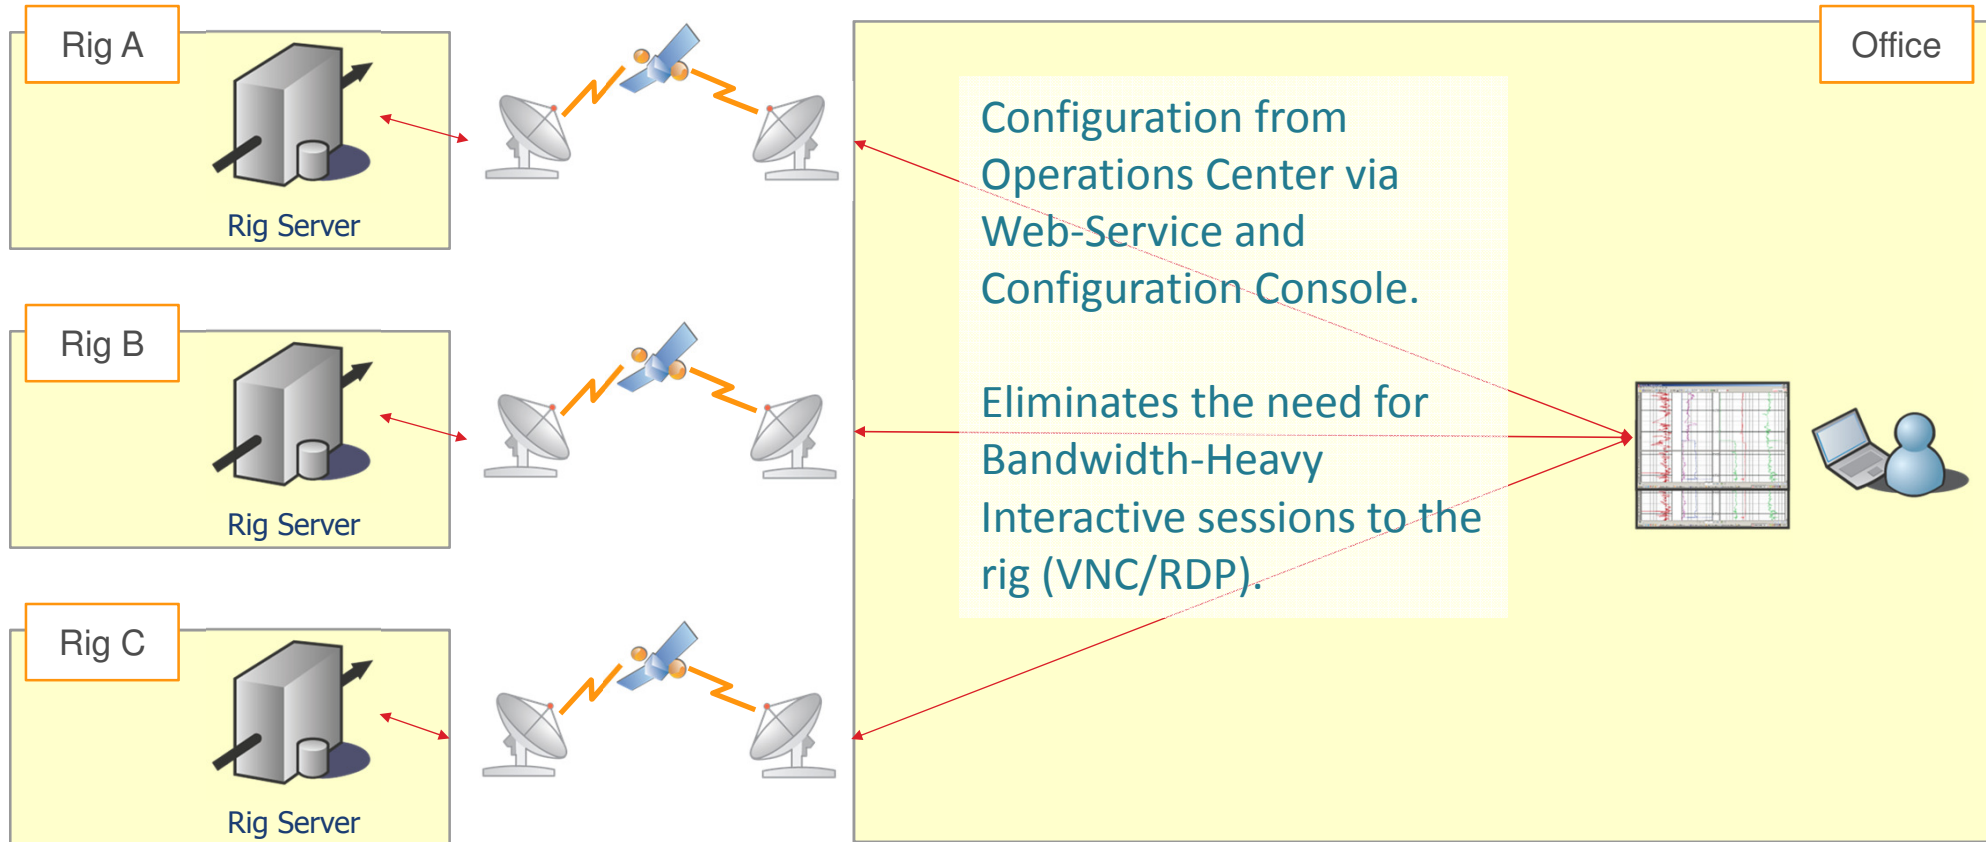 Rig A
Rig Server
Rig B
Rig Server
Rig C
Rig Server
Office
Configuration from
Operations Center via
Web-Service and
Configuration Console.
Eliminates the need for
Bandwidth-Heavy
Interactive sessions to the
rig (VNC/RDP).